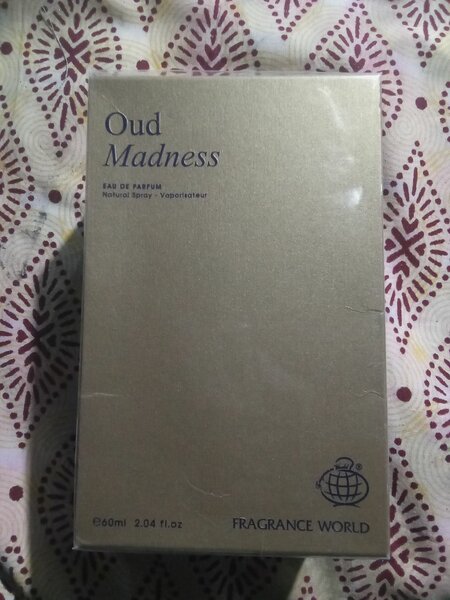 Oud
Madness
EAU DE PARFUM
Natural Spray - Vaporisateur
℮60ml 2.04 fl.oz
®
FRAGRANCE WORLD